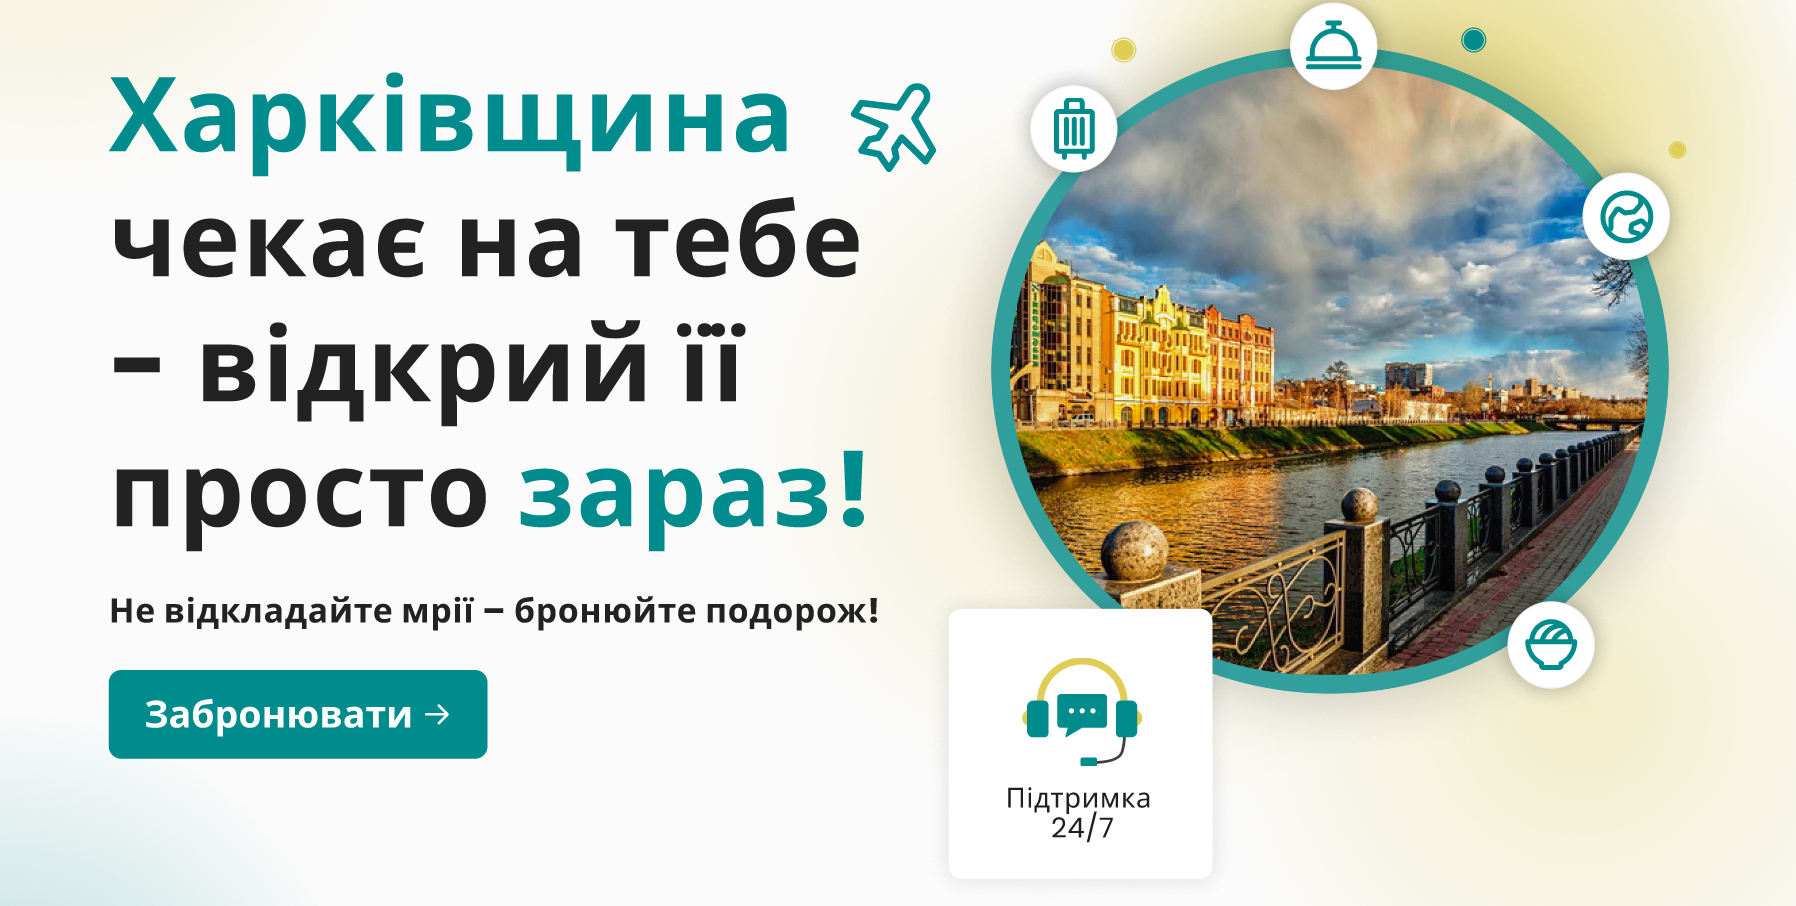 Харківщина
чекає на тебе
– відкрий її
просто зараз!
Не відкладайте мрії – бронюйте подорож!
Забронювати →
Підтримка
24/7